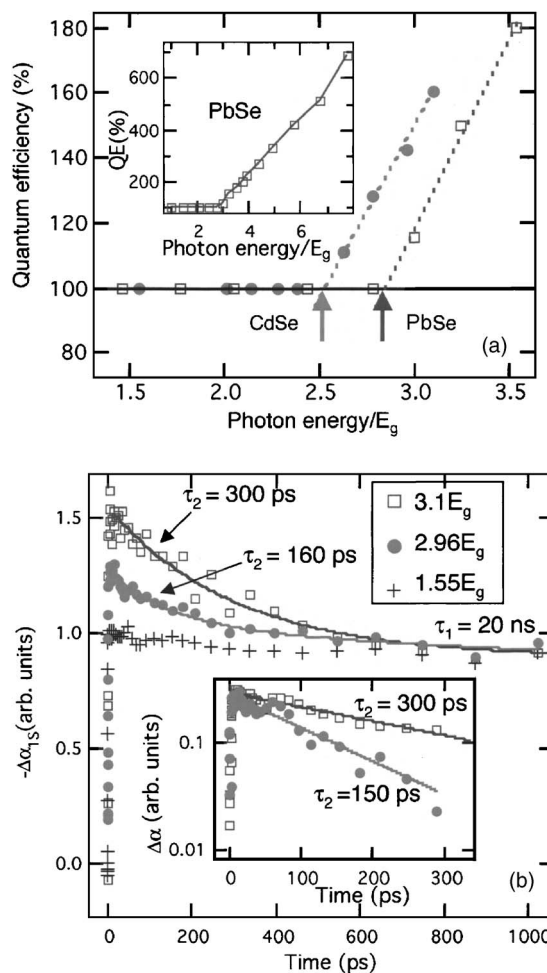 180
160
140
120
100
80
Quantum efficiency (%)
600
400
200
QE(%)
PbSe
2 4 6
Photon energy/Eg
CdSe
PbSe
(a)
1.5 2.0 2.5 3.0 3.5
Photon energy/Eg
1.5
1.0
0.5
0.0
-Δα1S(arb. units)
τ2 = 300 ps
τ2 = 160 ps
3.1Eg
2.96Eg
1.55Eg
τ1 = 20 ns
Δα (arb. units)
0.1
0.01
τ2 = 300 ps
τ2 =150 ps
0 100 200 300
Time (ps)
(b)
0 200 400 600 800 1000
Time (ps)